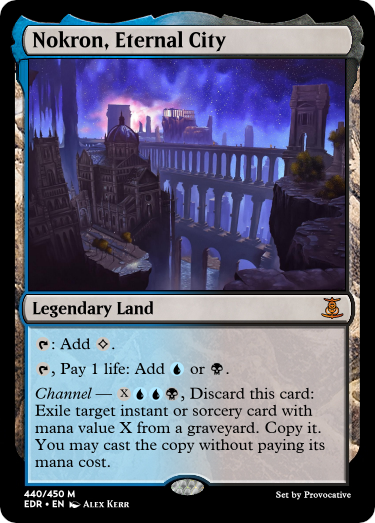 Nokron, Eternal City
Legendary Land
: Add .
, Pay 1 life: Add or .
Channel — X , Discard this card:
Exile target instant or sorcery card with
mana value X from a graveyard. Copy it.
You may cast the copy without paying its
mana cost.
440/450 M
EDR • EN Alex Kerr
Set by Provocative